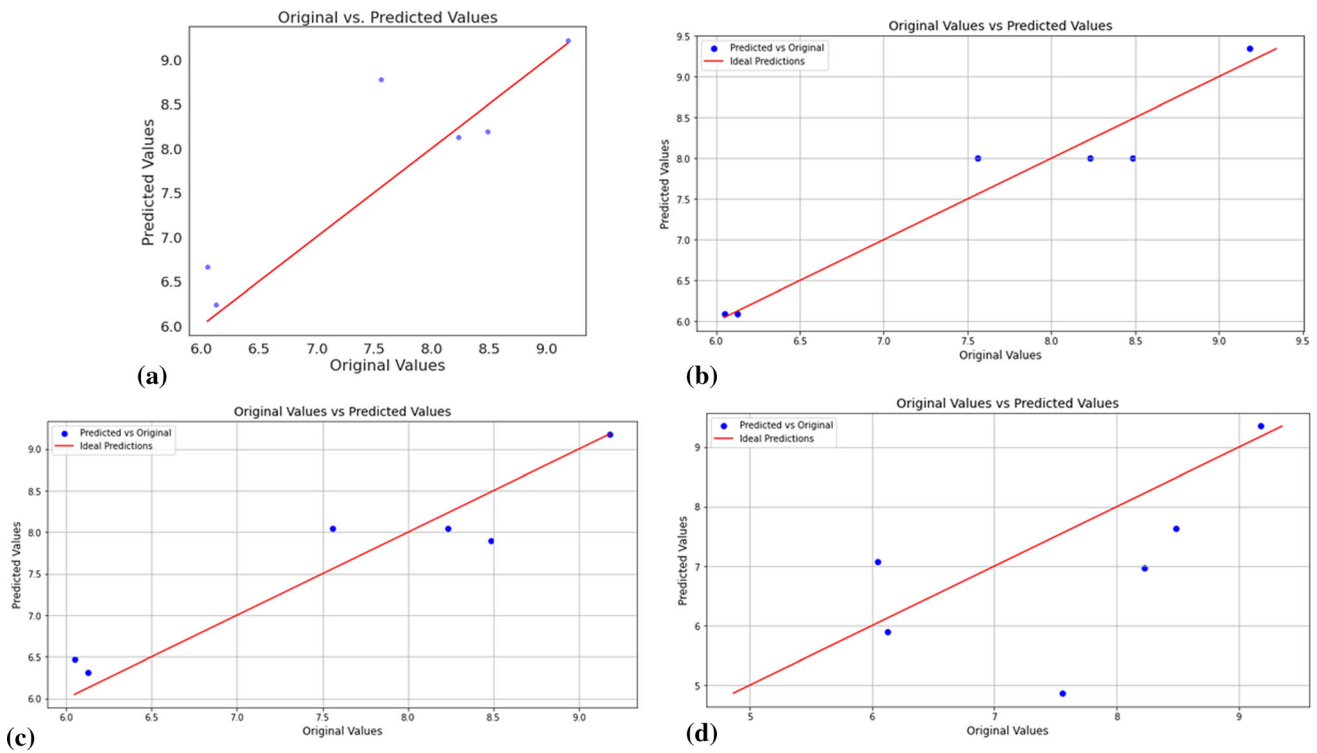 Original vs. Predicted Values
9.0
8.5
8.0
7.5
7.0
6.5
6.0
Predicted Values
6.0 6.5 7.0 7.5 8.0 8.5 9.0
Original Values
(a)
Original Values vs Predicted Values
Predicted vs Original
Ideal Predictions
9.5
9.0
8.5
8.0
7.5
7.0
6.5
6.0
Predicted Values
6.0 6.5 7.0 7.5 8.0 8.5 9.0 9.5
Original Values
(b)
Original Values vs Predicted Values
Predicted vs Original
Ideal Predictions
9.0
8.5
8.0
7.5
7.0
6.5
6.0
Predicted Values
6.0 6.5 7.0 7.5 8.0 8.5 9.0
Original Values
(c)
Original Values vs Predicted Values
Predicted vs Original
Ideal Predictions
9
8
7
6
5
Predicted Values
5 6 7 8 9
Original Values
(d)